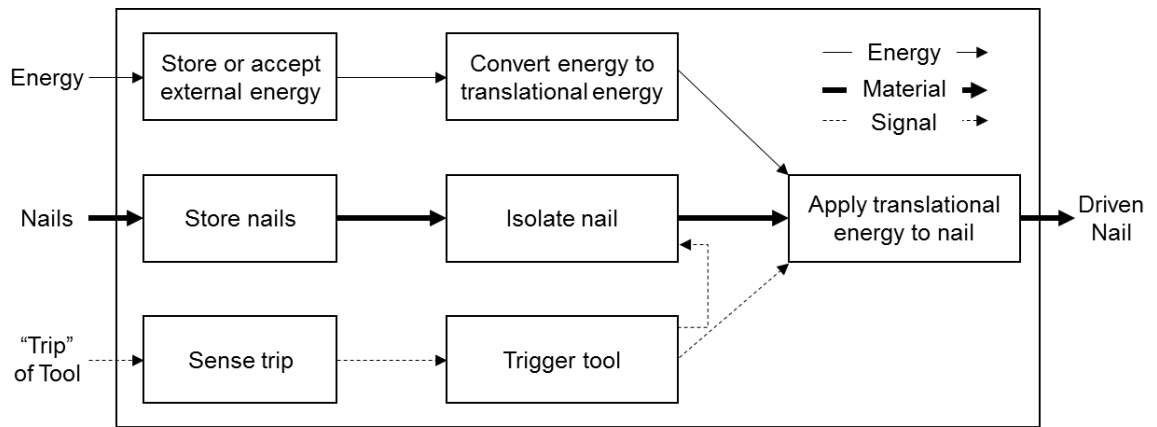 Energy
Store or accept
external energy
Convert energy to
translational energy
Energy
Material
Signal
Nails
Store nails
Isolate nail
Apply translational
energy to nail
Driven
Nail
“Trip”
of Tool
Sense trip
Trigger tool